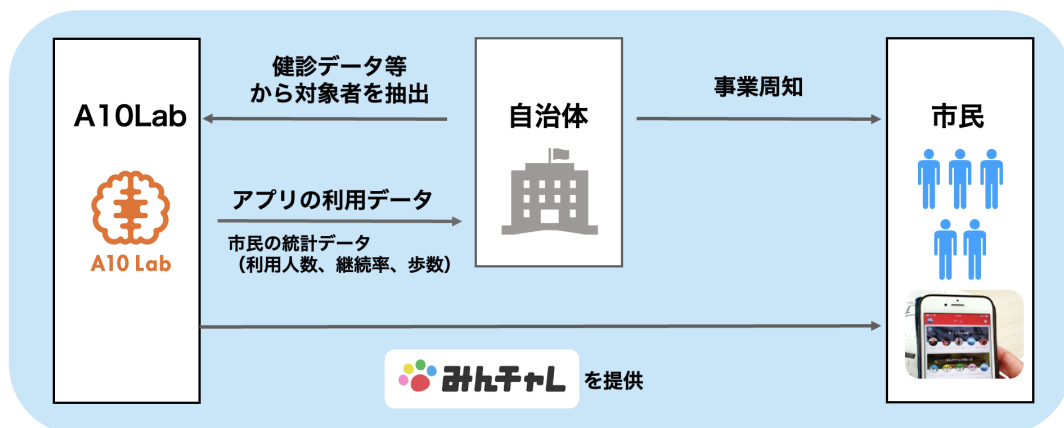 A10Lab
A10 Lab
健診データ等
から対象者を抽出
アプリの利用データ
市民の統計データ
（利用人数、継続率、歩数）
自治体
事業周知
市民
みんチャレ を提供